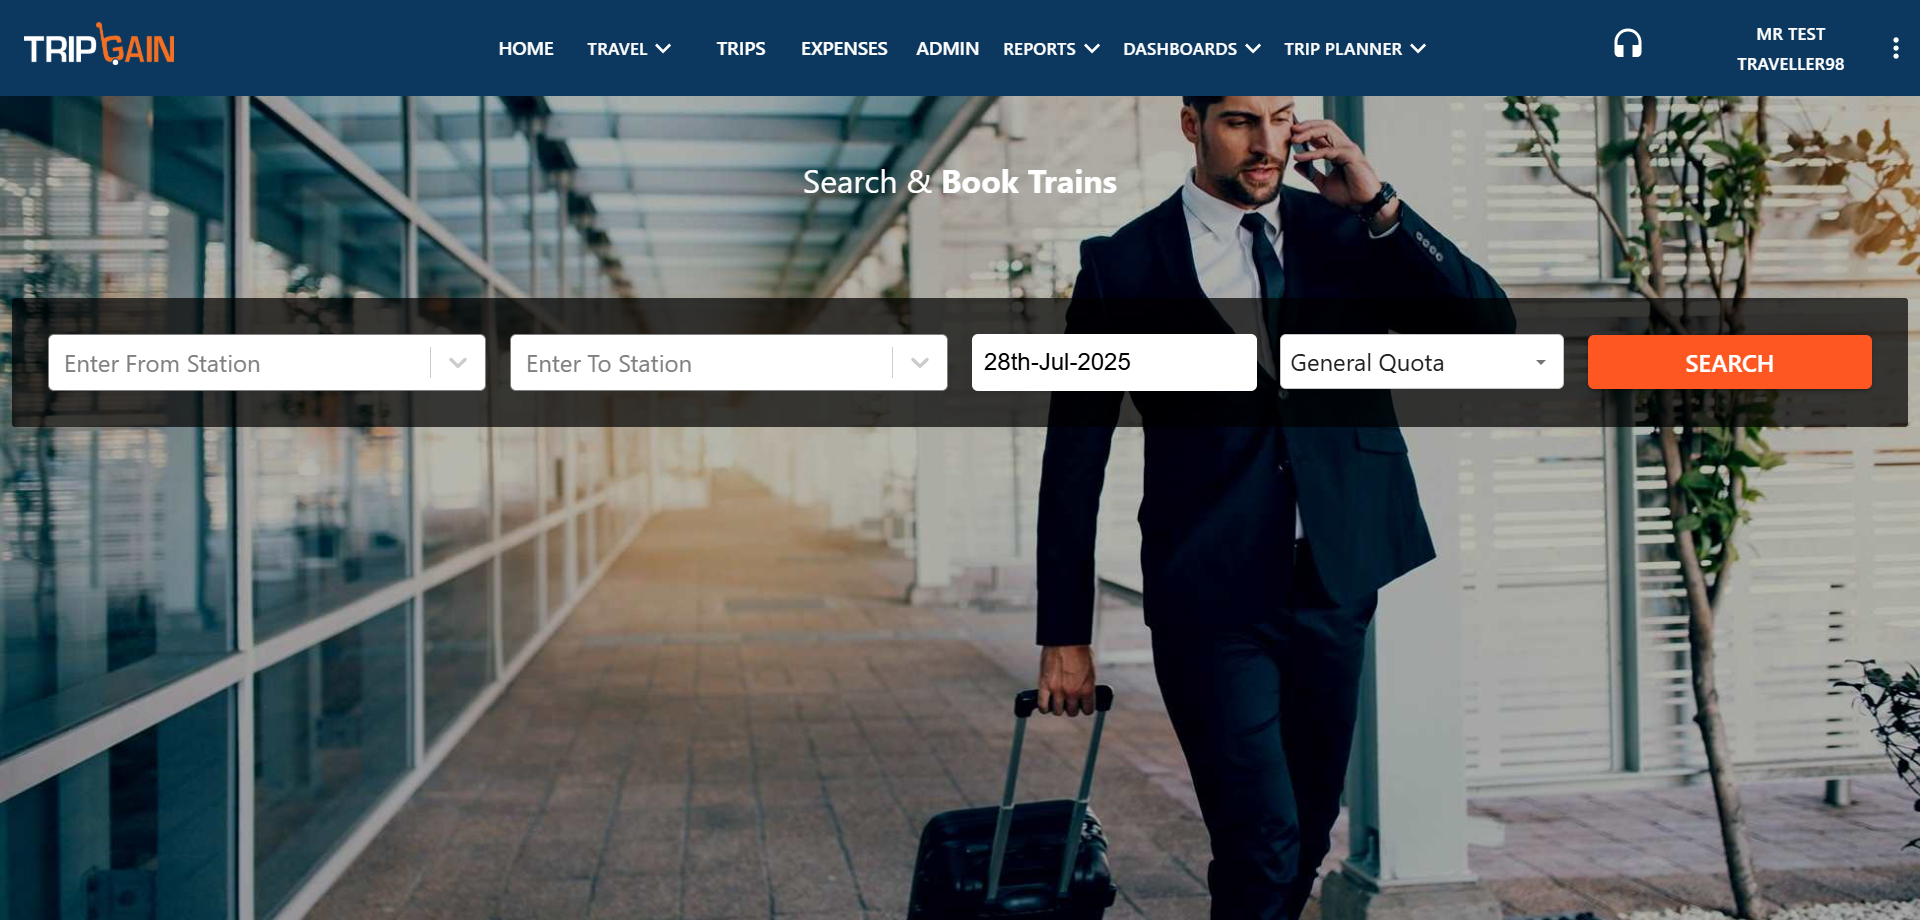 TRIPGAIN
HOME TRAVEL TRIPS EXPENSES ADMIN REPORTS DASHBOARDS TRIP PLANNER
MR TEST
TRAVELLER98
Search & Book Trains
Enter From Station
Enter To Station
28th-Jul-2025
General Quota
SEARCH